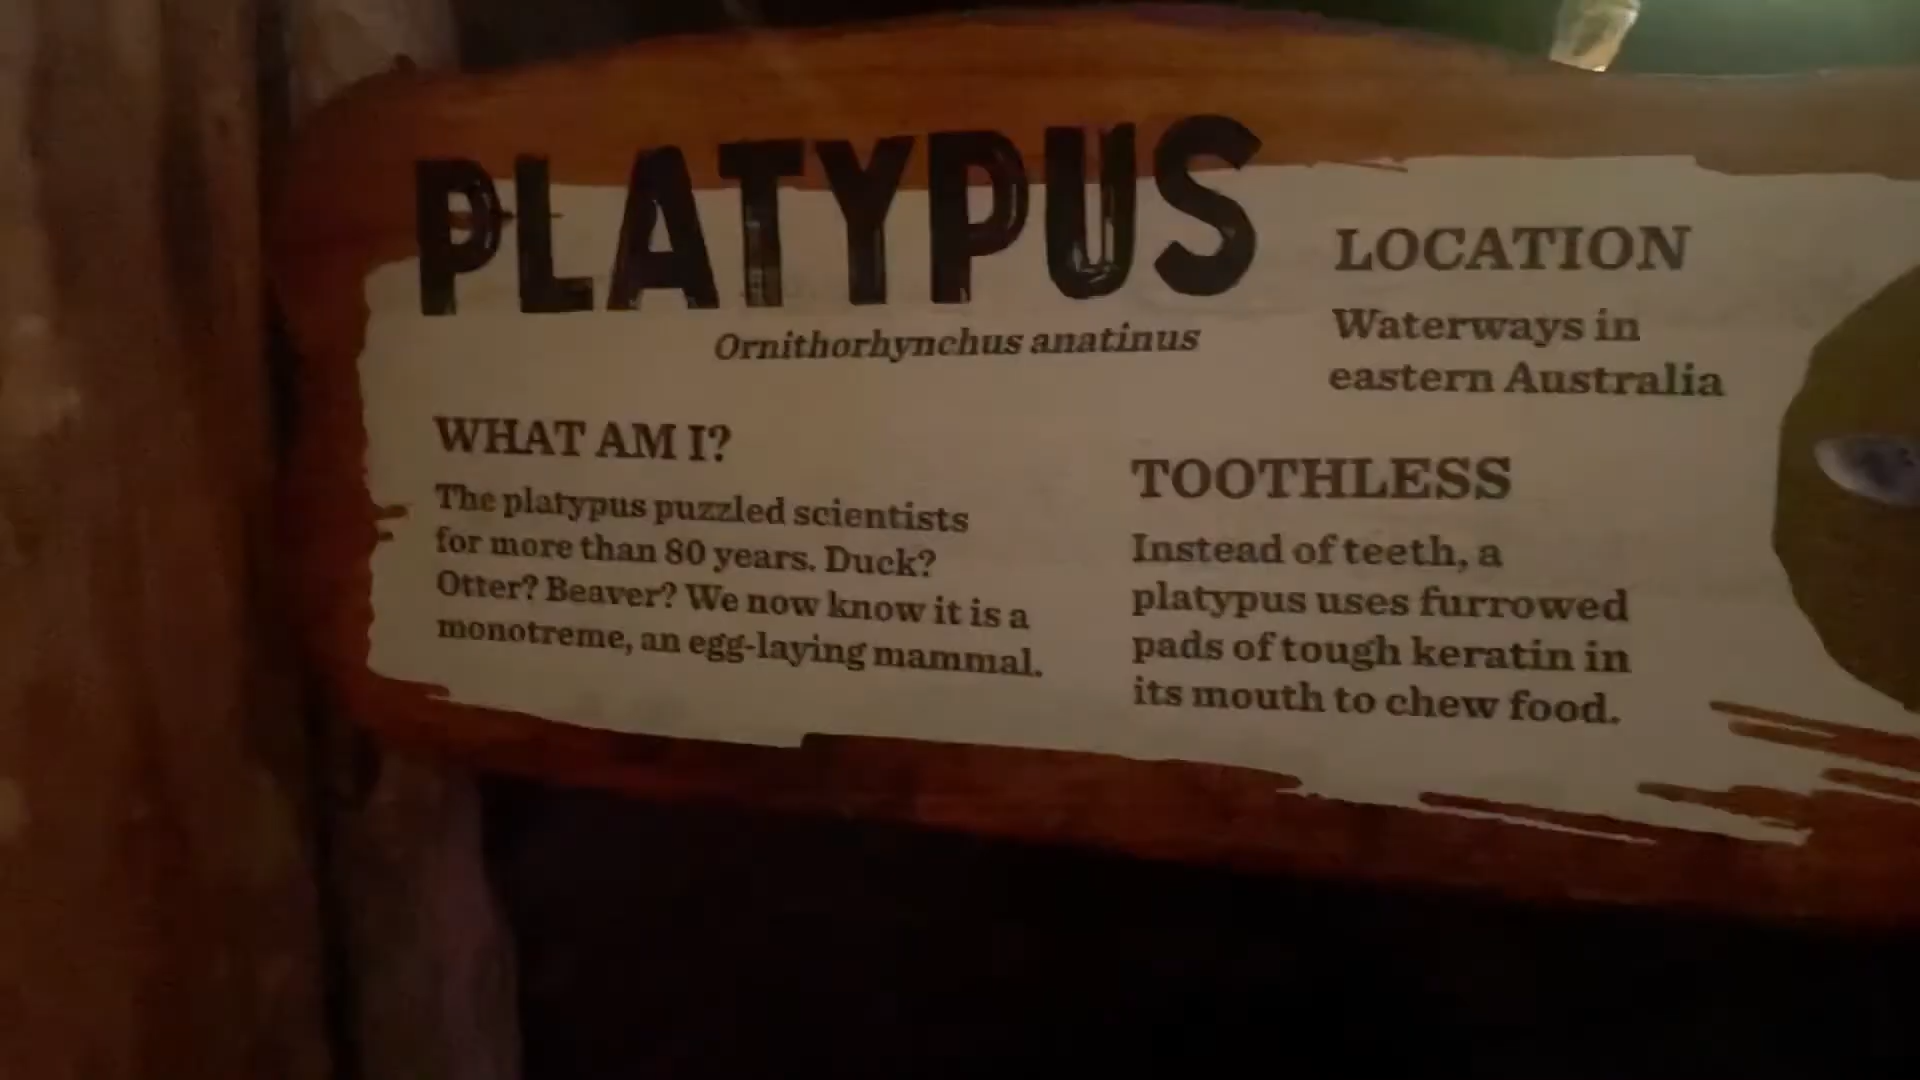 PLATYPUS
Ornithorhynchus anatinus
WHAT AM I?
The platypus puzzled scientists
for more than 80 years. Duck?
Otter? Beaver? We now know it is a
monotreme, an egg-laying mammal.
LOCATION
Waterways in
eastern Australia
TOOTHLESS
Instead of teeth, a
platypus uses furrowed
pads of tough keratin in
its mouth to chew food.